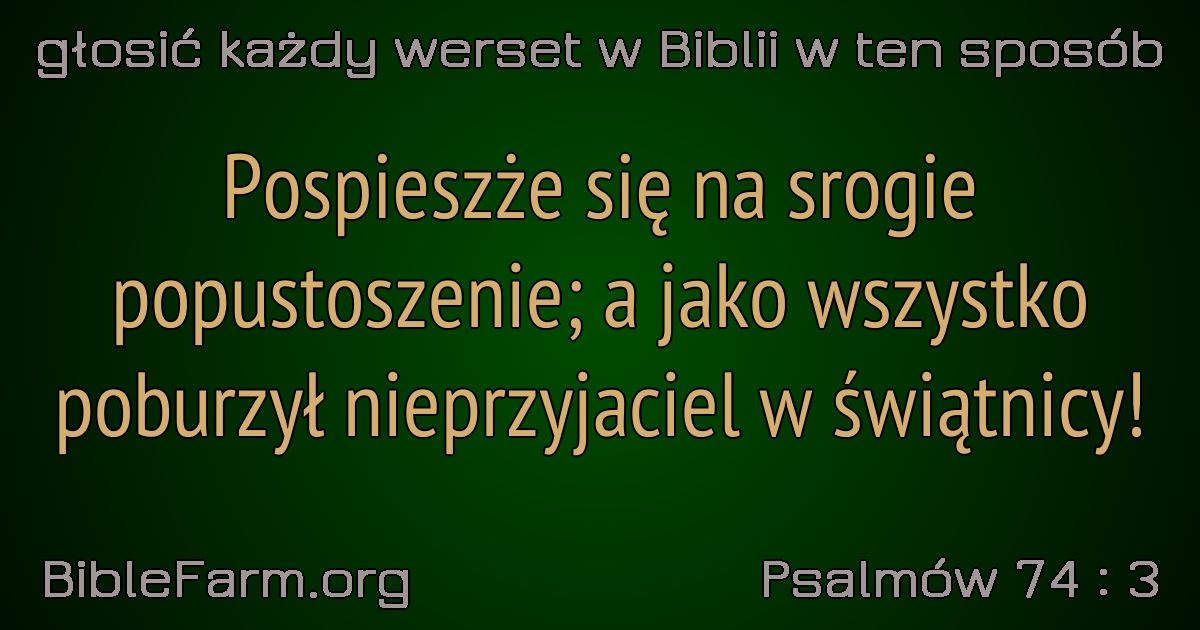 głosić każdy werset w Biblii w ten sposób
Pospieszże się na srogie
popustoszenie; a jako wszystko
poburzył nieprzyjaciel w świątnicy!
BibleFarm.org
Psalmów 74 : 3